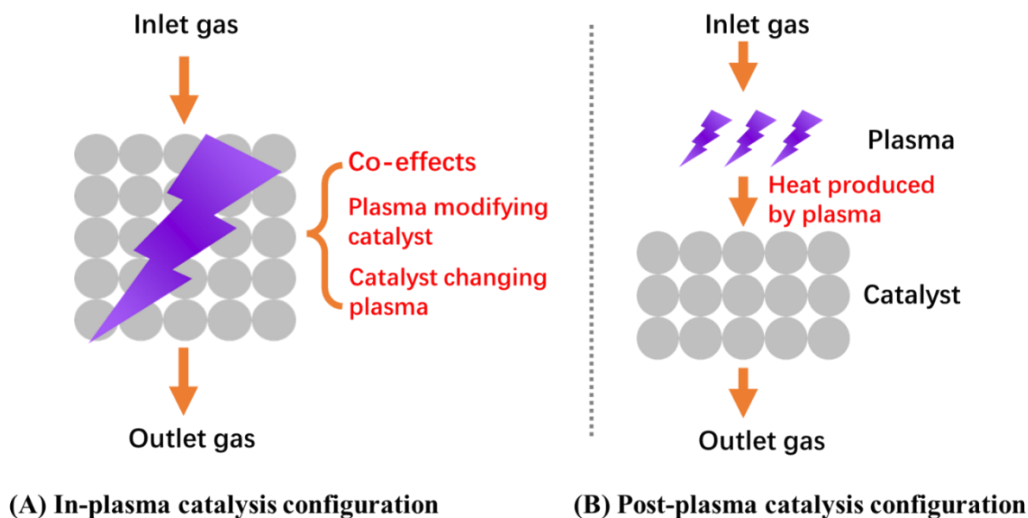 Inlet gas
Co-effects
Plasma modifying
catalyst
Catalyst changing
plasma
Outlet gas
(A) In-plasma catalysis configuration
Inlet gas
Plasma
Heat produced
by plasma
Catalyst
Outlet gas
(B) Post-plasma catalysis configuration